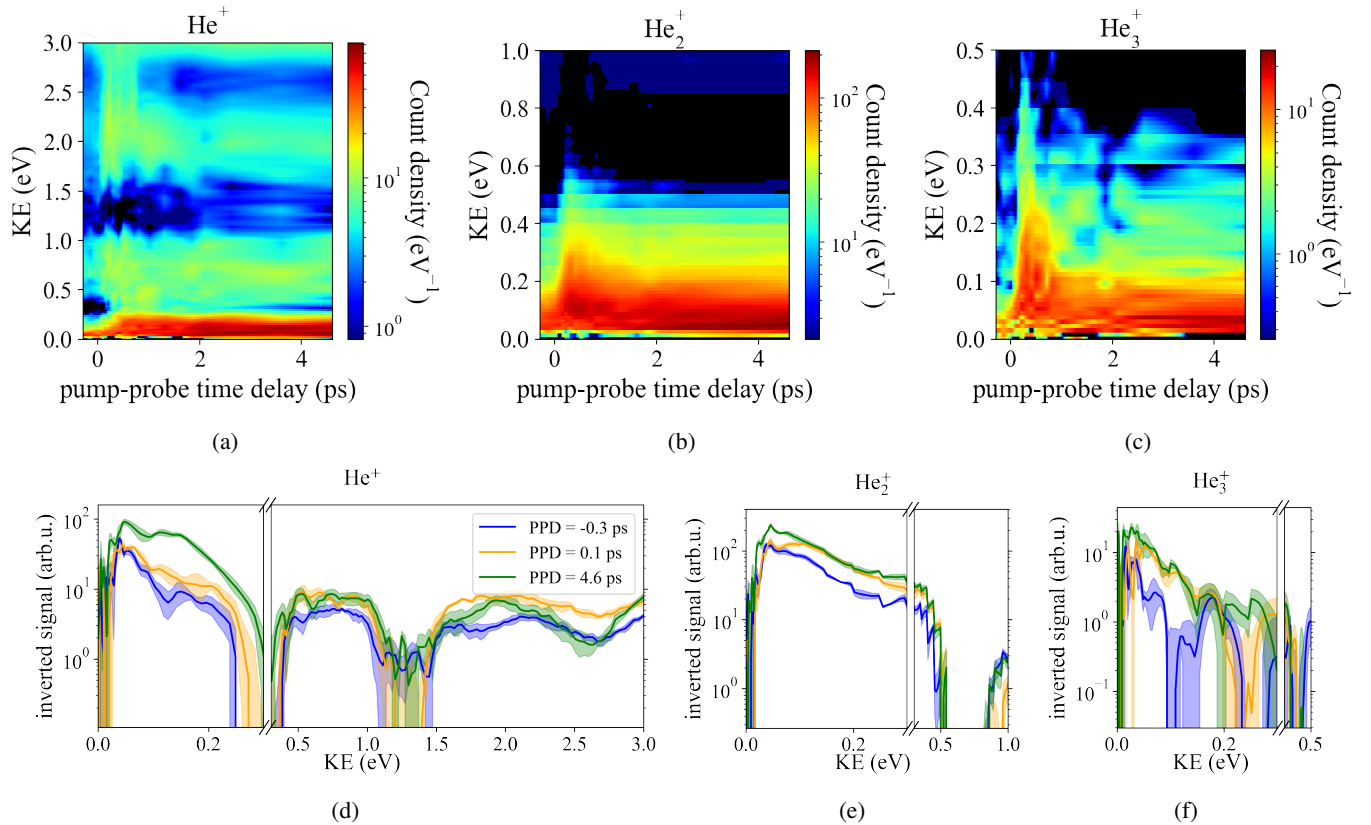 He+
He2+
He3+
KE (eV)
3.0
2.5
2.0
1.5
1.0
0.5
0.0
0
2
4
pump-probe time delay (ps)
10^1
10^0
Count density (eV−1)
KE (eV)
1.0
0.8
0.6
0.4
0.2
0.0
0
2
4
pump-probe time delay (ps)
10^2
10^1
Count density (eV−1)
KE (eV)
0.5
0.4
0.3
0.2
0.1
0.0
0
2
4
pump-probe time delay (ps)
10^1
10^0
Count density (eV−1)
(a)
(b)
(c)
He+
inverted signal (arb.u.)
10^2
10^1
10^0
PPD = -0.3 ps
PPD = 0.1 ps
PPD = 4.6 ps
0.0
0.2
0.5
1.0
1.5
2.0
2.5
3.0
KE (eV)
He2+
inverted signal (arb.u.)
10^2
10^1
10^0
0.0
0.2
0.5
1.0
KE (eV)
He3+
inverted signal (arb.u.)
10^1
10^0
10^−1
0.0
0.2
0.5
KE (eV)
(d)
(e)
(f)